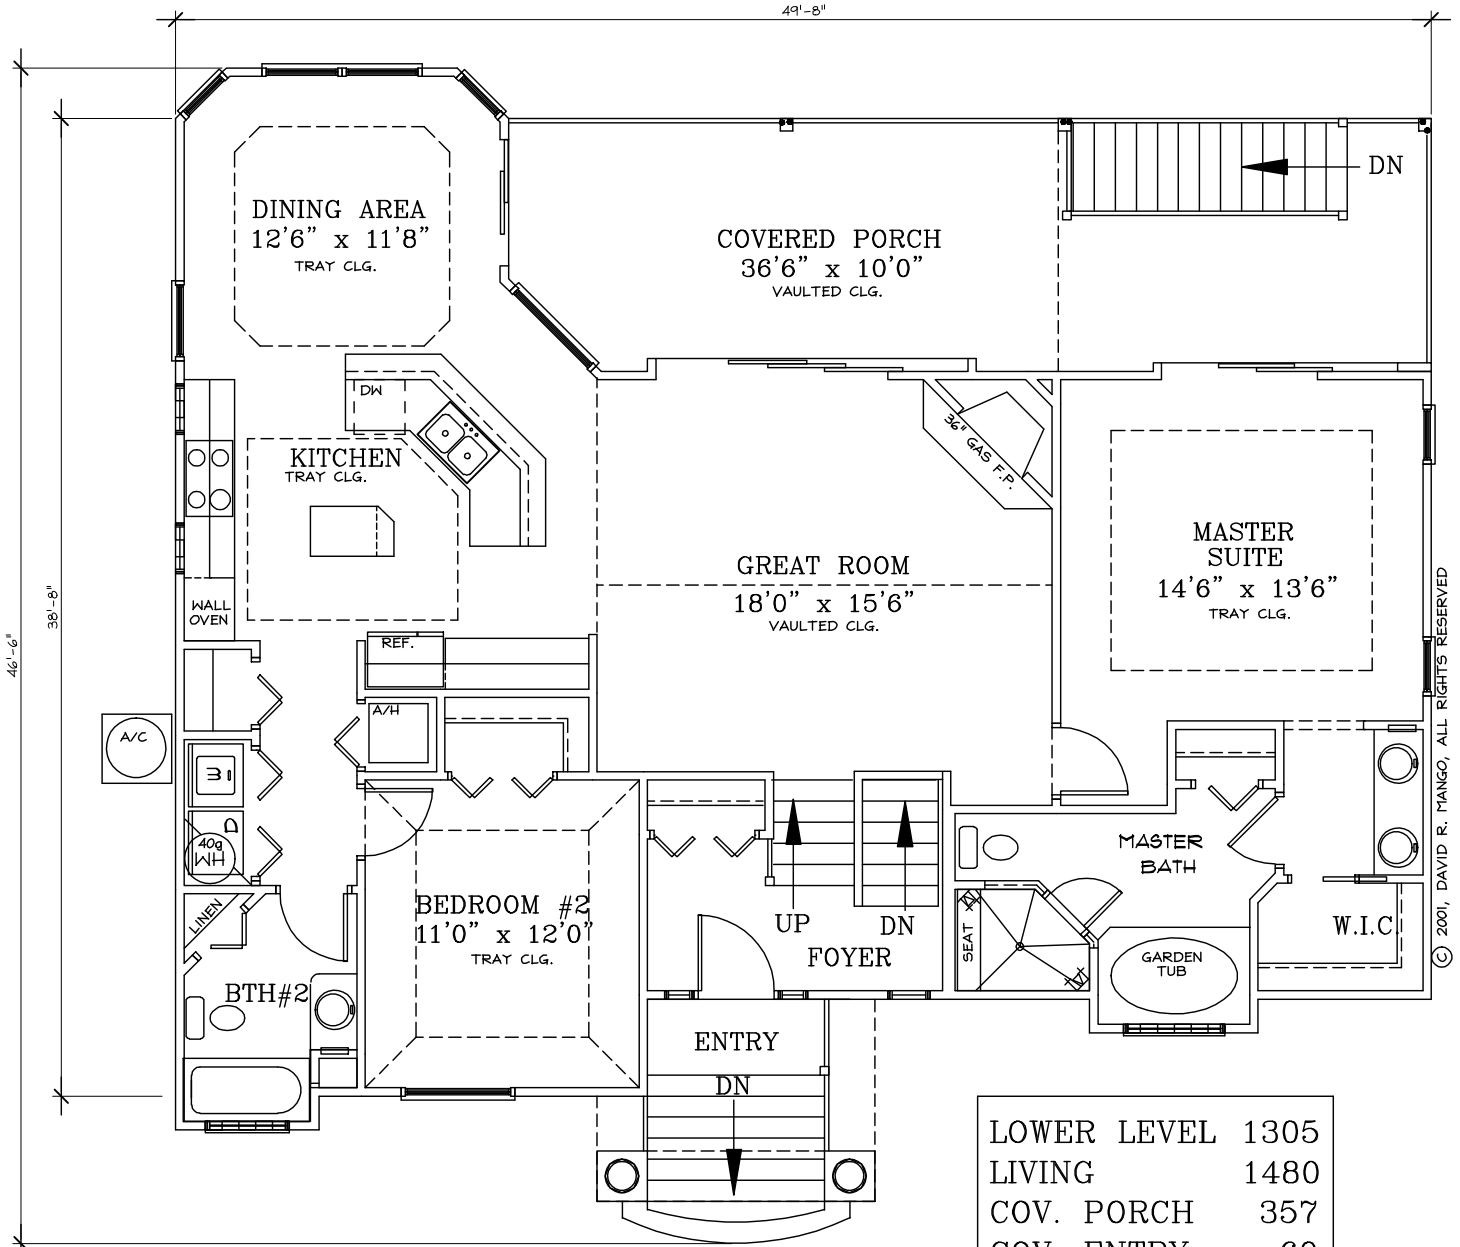 49'-8"
DINING AREA
12'6" x 11'8"
TRAY CLG.
COVERED PORCH
36'6" x 10'0"
VAULTED CLG.
DN
DW
KITCHEN
TRAY CLG.
36" GAS F.P.
GREAT ROOM
18'0" x 15'6"
VAULTED CLG.
MASTER
SUITE
14'6" x 13'6"
TRAY CLG.
38'-8"
46'-6"
WALL
OVEN
REF.
A/H
A/C
W
D
40g
WH
MASTER
BATH
LINEN
BEDROOM #2
11'0" x 12'0"
TRAY CLG.
UP
DN
FOYER
SEAT
GARDEN
TUB
W.I.C.
© 2001, DAVID R. MANGO, ALL RIGHTS RESERVED
BTH#2
ENTRY
DN
LOWER LEVEL 1305
LIVING 1480
COV. PORCH 357
COV. ENTRY